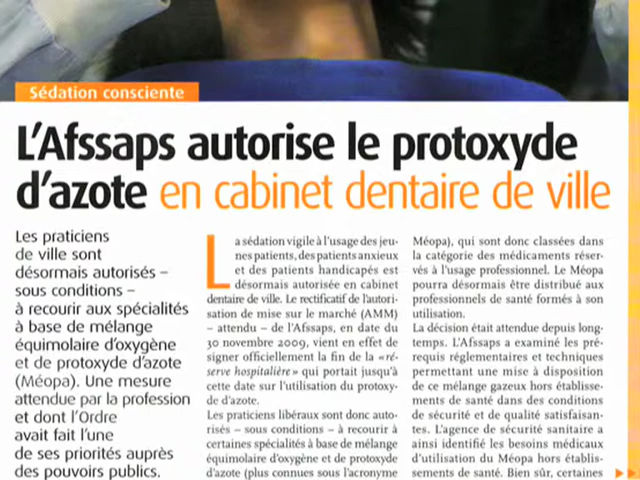 Sédation consciente
L'Afssaps autorise le protoxyde
d'azote en cabinet dentaire de ville
Les praticiens
de ville sont
désormais autorisés –
sous conditions –
à recourir aux spécialités
à base de mélange
équimolaire d'oxygène
et de protoxyde d'azote
(Méopa). Une mesure
attendue par la profession
et dont l'Ordre
avait fait l'une
de ses priorités auprès
des pouvoirs publics.
La sédation vigile à l'usage des jeu-
nes patients, des patients anxieux
et des patients handicapés est
désormais autorisée en cabinet
dentaire de ville. Le rectificatif de l'autori-
sation de mise sur le marché (AMM)
– attendu – de l'Afssaps, en date du
30 novembre 2009, vient en effet de
signer officiellement la fin de la «ré-
serve hospitalière» qui portait jusqu'à
cette date sur l'utilisation du protoxy-
de d'azote.
Les praticiens libéraux sont donc auto-
risés – sous conditions – à recourir à
certaines spécialités à base de mélange
équimolaire d'oxygène et de protoxyde
d'azote (plus connues sous l'acronyme
Méopa), qui sont donc classées dans
la catégorie des médicaments réser-
vés à l'usage professionnel. Le Méopa
pourra désormais être distribué aux
professionnels de santé formés à son
utilisation.
La décision était attendue depuis long-
temps. L'Afssaps a examiné les pré-
requis réglementaires et techniques
permettant une mise à disposition
de ce mélange gazeux hors établisse-
ments de santé dans des conditions
de sécurité et de qualité satisfaisan-
tes. L'agence de sécurité sanitaire a
ainsi identifié les besoins médicaux
d'utilisation du Méopa hors établis-
sements de santé. Bien sûr, certaines